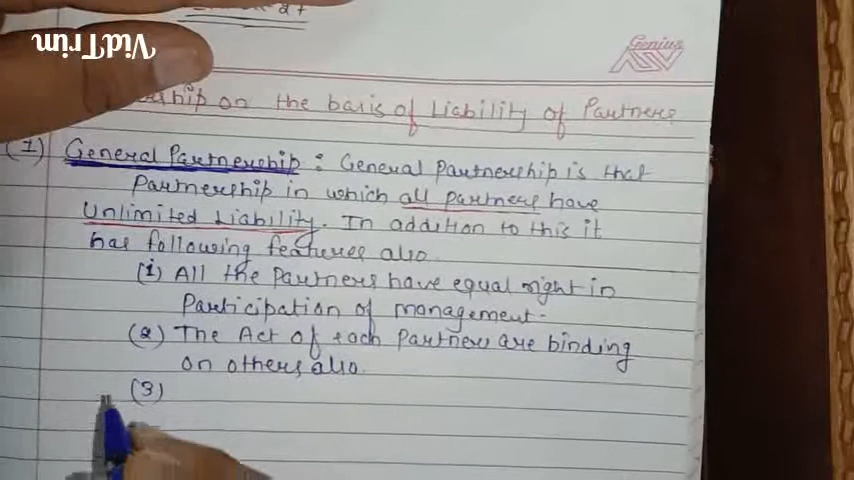 VidTrim
Genius
on the basis of Liability of Partners
(1) General Partnership : General Partnership is that
Partnership in which all partners have
Unlimited Liability. In addition to this it
has following features also.
(i) All the Partners have equal right in
Participation of management.
(2) The Act of each Partner are binding
on others also.
(3)